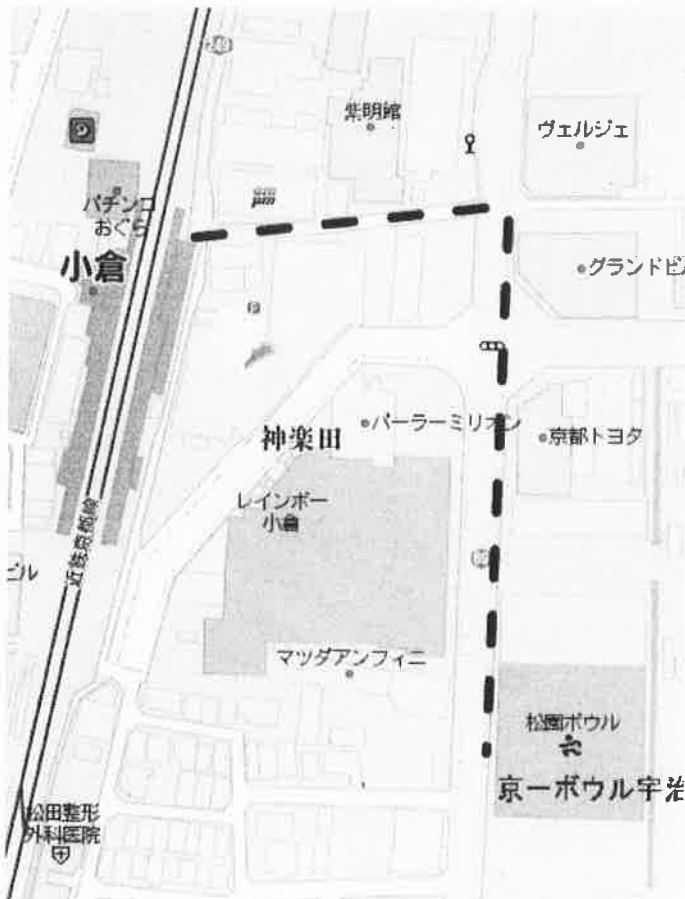 紫明館
ヴェルジェ
パチンコ
おぐら
小倉
グランドビル
神楽田
パーラーミリオン
京都トヨタ
レインボー
小倉
近鉄京都線
ビル
マツダアンフィニ
松園ボウル
京一ボウル宇治
松田整形
外科医院